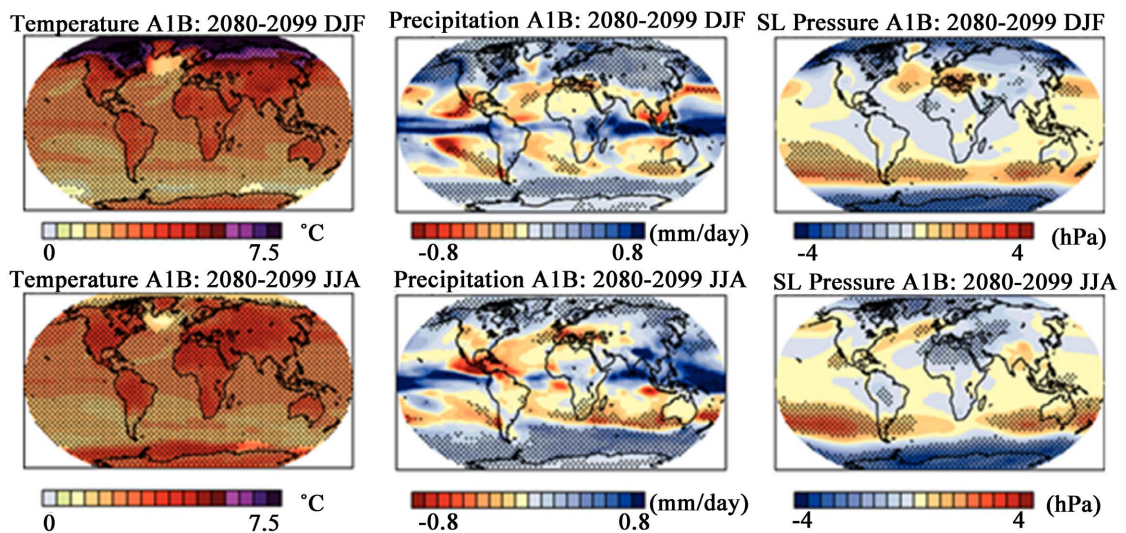 Temperature A1B: 2080-2099 DJF
Precipitation A1B: 2080-2099 DJF
SL Pressure A1B: 2080-2099 DJF
0 7.5 °C
-0.8 0.8 (mm/day)
-4 4 (hPa)
Temperature A1B: 2080-2099 JJA
Precipitation A1B: 2080-2099 JJA
SL Pressure A1B: 2080-2099 JJA
0 7.5 °C
-0.8 0.8 (mm/day)
-4 4 (hPa)